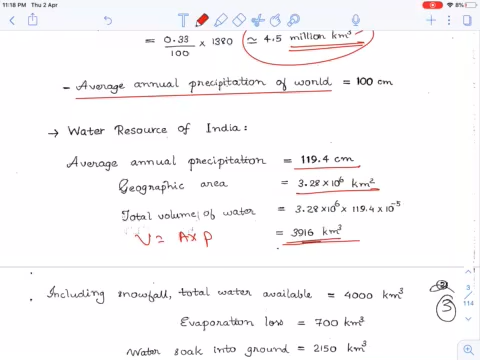 11:18 PM Thu 2 Apr
8%
= 0.33/100 × 1380 ≃ 4.5 million km³
- Average annual precipitation of world = 100 cm
→ Water Resource of India:
Average annual precipitation = 119.4 cm
Geographic area = 3.28×10⁶ km²
Total volume of water = 3.28×10⁶ × 119.4×10⁻⁵
V = A×P = 3916 km³
Including snowfall, total water available = 4000 km³
3
114
3
Evaporation loss = 700 km³
Water soak into ground = 2150 km³